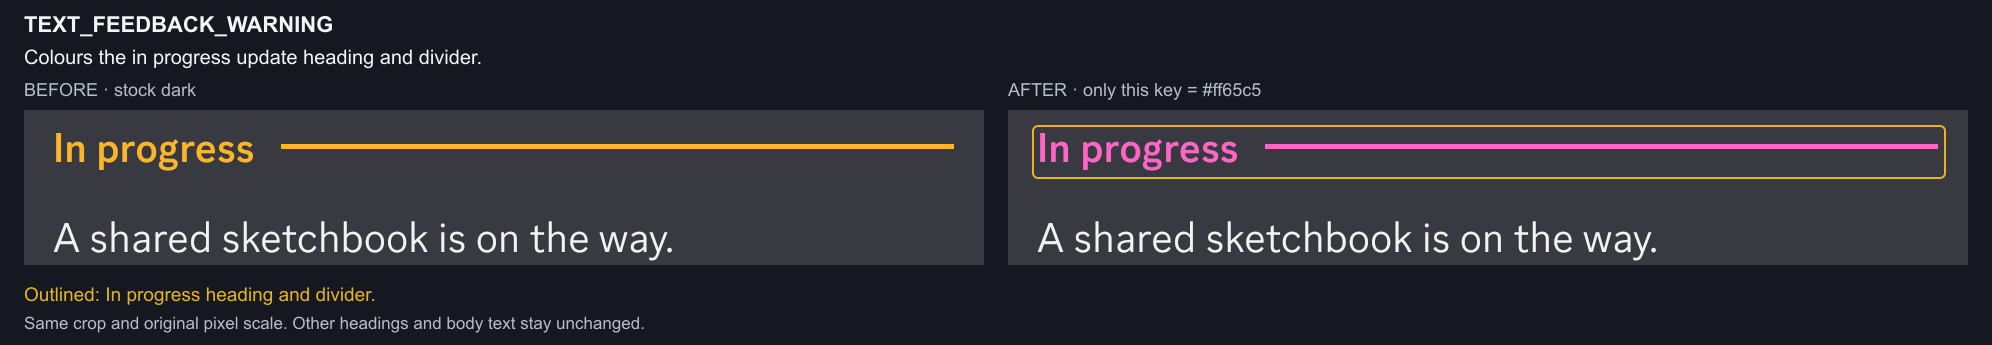 TEXT_FEEDBACK_WARNING
Colours the in progress update heading and divider.
BEFORE · stock dark
In progress
A shared sketchbook is on the way.
AFTER · only this key = #ff65c5
In progress
A shared sketchbook is on the way.
Outlined: In progress heading and divider.
Same crop and original pixel scale. Other headings and body text stay unchanged.